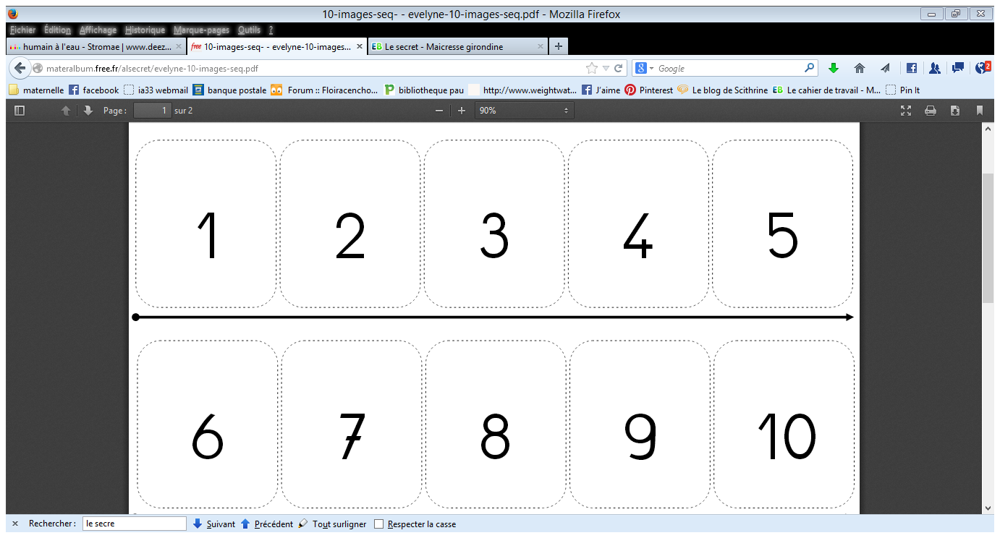 10-images-seq- - evelyne-10-images-seq.pdf - Mozilla Firefox
Fichier Édition Affichage Historique Marque-pages Outils ?
humain à l'eau - Stromae | www.deez... free 10-images-seq- - evelyne-10-images... EB Le secret - Maicresse girondine
materalbum.free.fr/alsecret/evelyne-10-images-seq.pdf 8 Google 2
maternelle facebook ia33 webmail banque postale Forum :: Floiracencho... bibliotheque pau http://www.weightwat... J'aime Pinterest Le blog de Scithrine EB Le cahier de travail - M... Pin It
Page : 1 sur 2 90%
1 2 3 4 5
6 7 8 9 10
Rechercher : le secre Suivant Précédent Tout surligner Respecter la casse